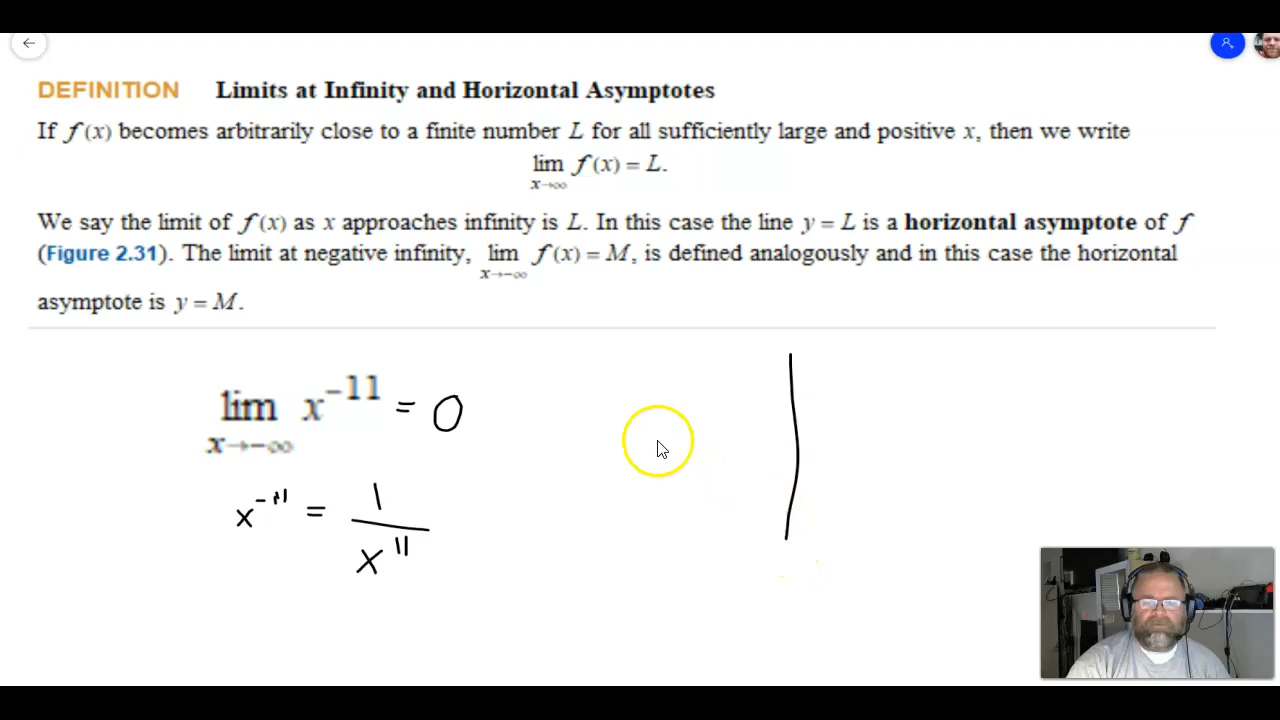 DEFINITION Limits at Infinity and Horizontal Asymptotes
If f(x) becomes arbitrarily close to a finite number L for all sufficiently large and positive x, then we write
lim f(x) = L.
x→∞
We say the limit of f(x) as x approaches infinity is L. In this case the line y = L is a horizontal asymptote of f
(Figure 2.31). The limit at negative infinity, lim f(x) = M, is defined analogously and in this case the horizontal
x→−∞
asymptote is y = M.
lim x⁻¹¹ = 0
x→−∞
x⁻¹¹ = 1
x¹¹